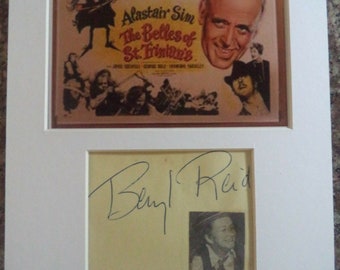 Alastair Sim
The Belles of
St. Trinian's
Beryl Reid